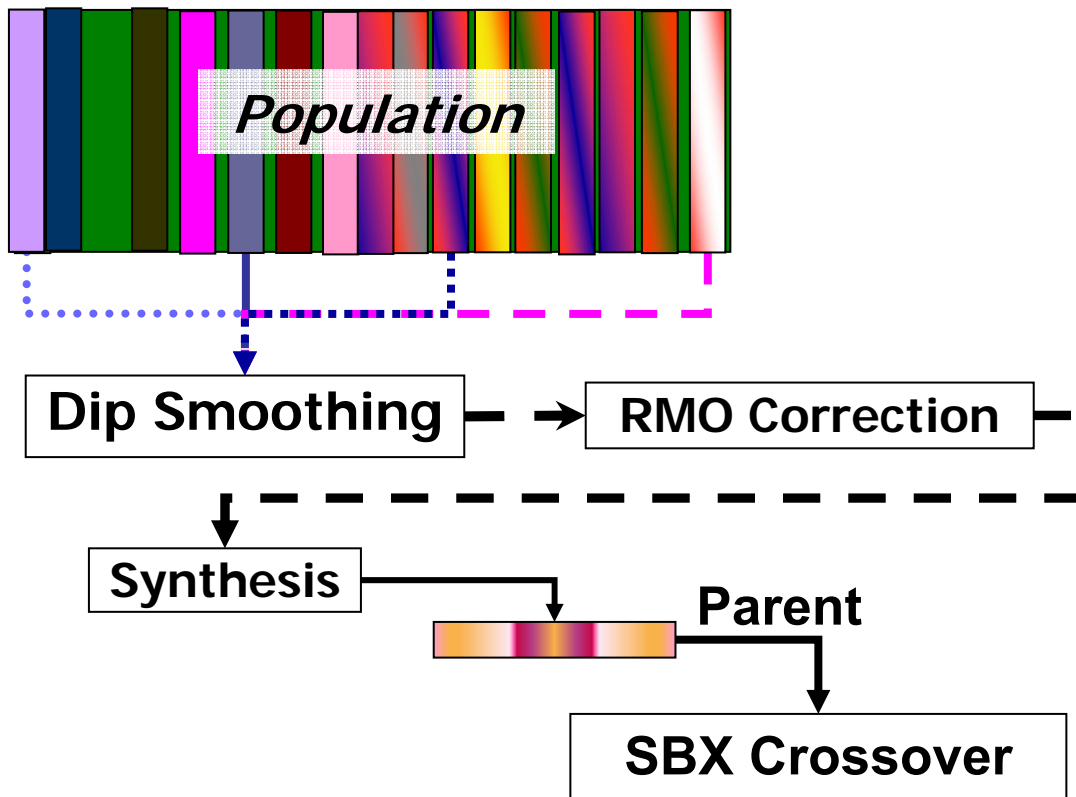 Population
Dip Smoothing
RMO Correction
Synthesis
Parent
SBX Crossover